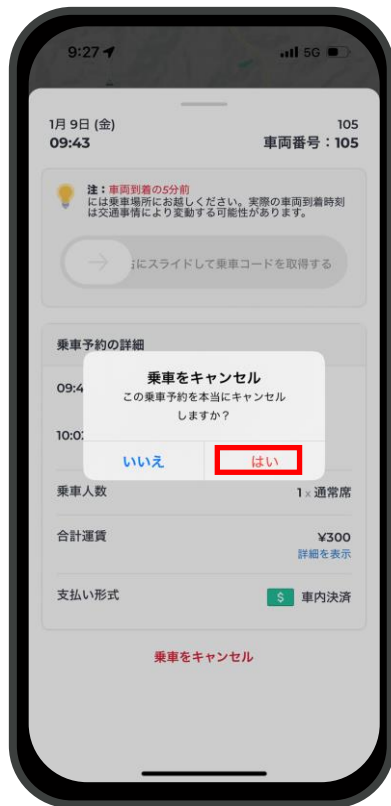 9:27
5G
1月 9日 (金)
105
09:43
車両番号：105
注：車両到着の5分前
には乗車場所にお越しください。実際の車両到着時刻
は交通事情により変動する可能性があります。
にスライドして乗車コードを取得する
乗車予約の詳細
09:4
乗車をキャンセル
この乗車予約を本当にキャンセル
しますか？
10:0
いいえ
はい
乗車人数
1 x 通常席
合計運賃
¥300
詳細を表示
支払い形式
$ 車内決済
乗車をキャンセル